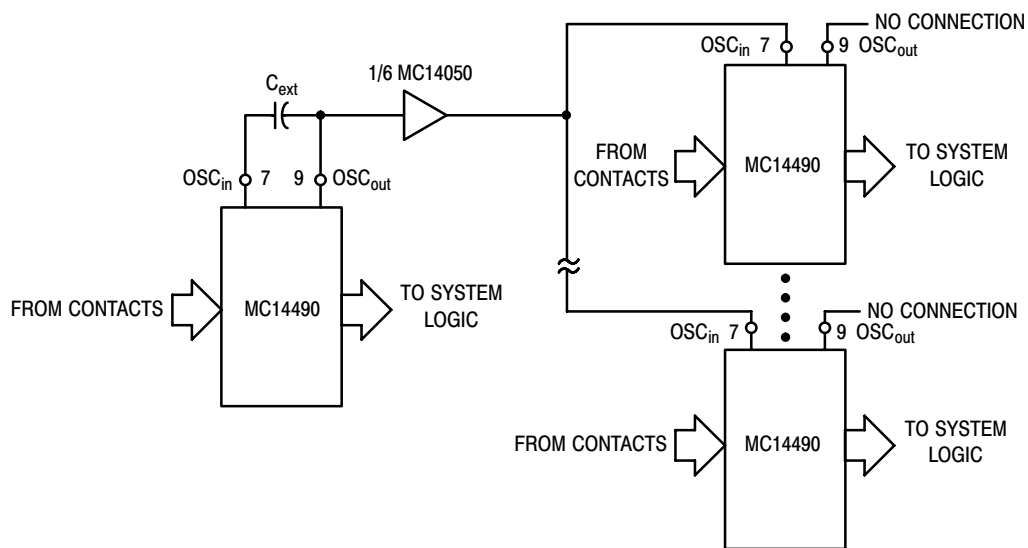 NO CONNECTION
OSCin 7
9 OSCout
1/6 MC14050
Cext
FROM
CONTACTS
MC14490
TO SYSTEM
LOGIC
OSCin 7
9 OSCout
FROM CONTACTS
MC14490
TO SYSTEM
LOGIC
NO CONNECTION
OSCin 7
9 OSCout
FROM CONTACTS
MC14490
TO SYSTEM
LOGIC